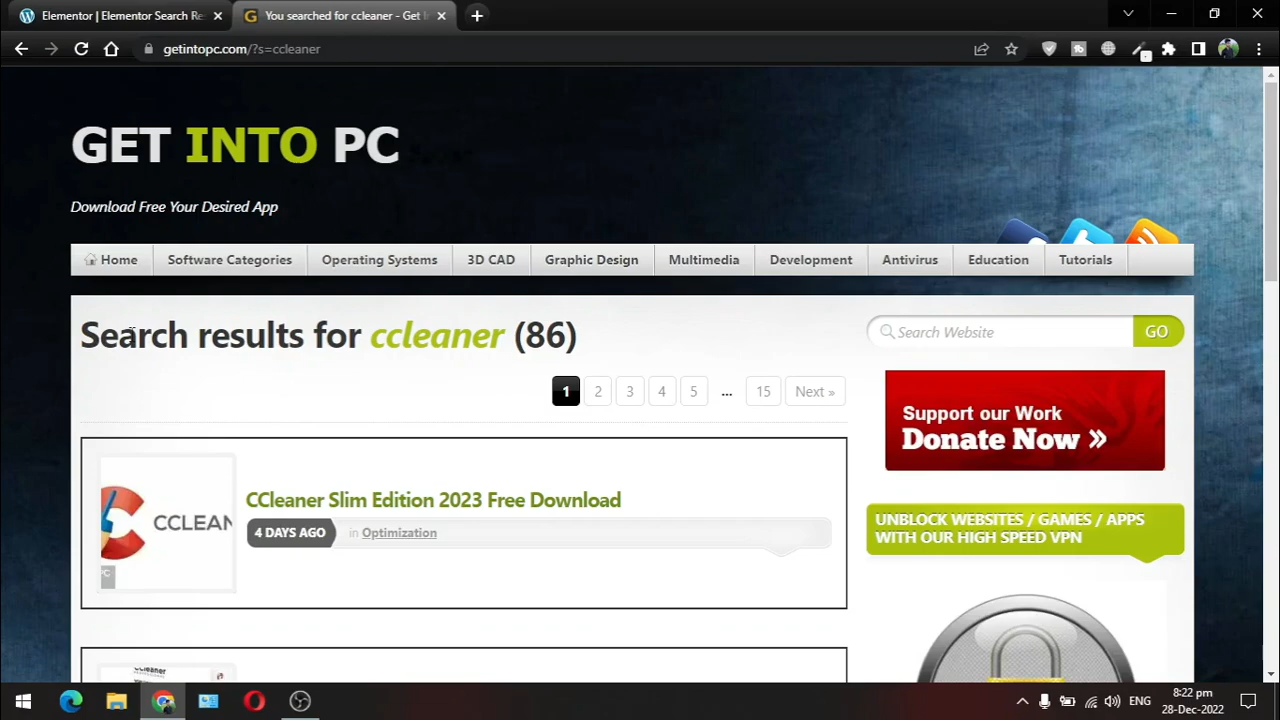 Elementor | Elementor Search Re
You searched for ccleaner - Get I
getintopc.com/?s=ccleaner
GET INTO PC
Download Free Your Desired App
Home
Software Categories
Operating Systems
3D CAD
Graphic Design
Multimedia
Development
Antivirus
Education
Tutorials
Search results for ccleaner (86)
Search Website
GO
1 2 3 4 5 ... 15 Next »
Support our Work
Donate Now »
CCLEAN
CCleaner Slim Edition 2023 Free Download
4 DAYS AGO
in Optimization
UNBLOCK WEBSITES / GAMES / APPS
WITH OUR HIGH SPEED VPN
CCleaner
ENG
8:22 pm
28-Dec-2022